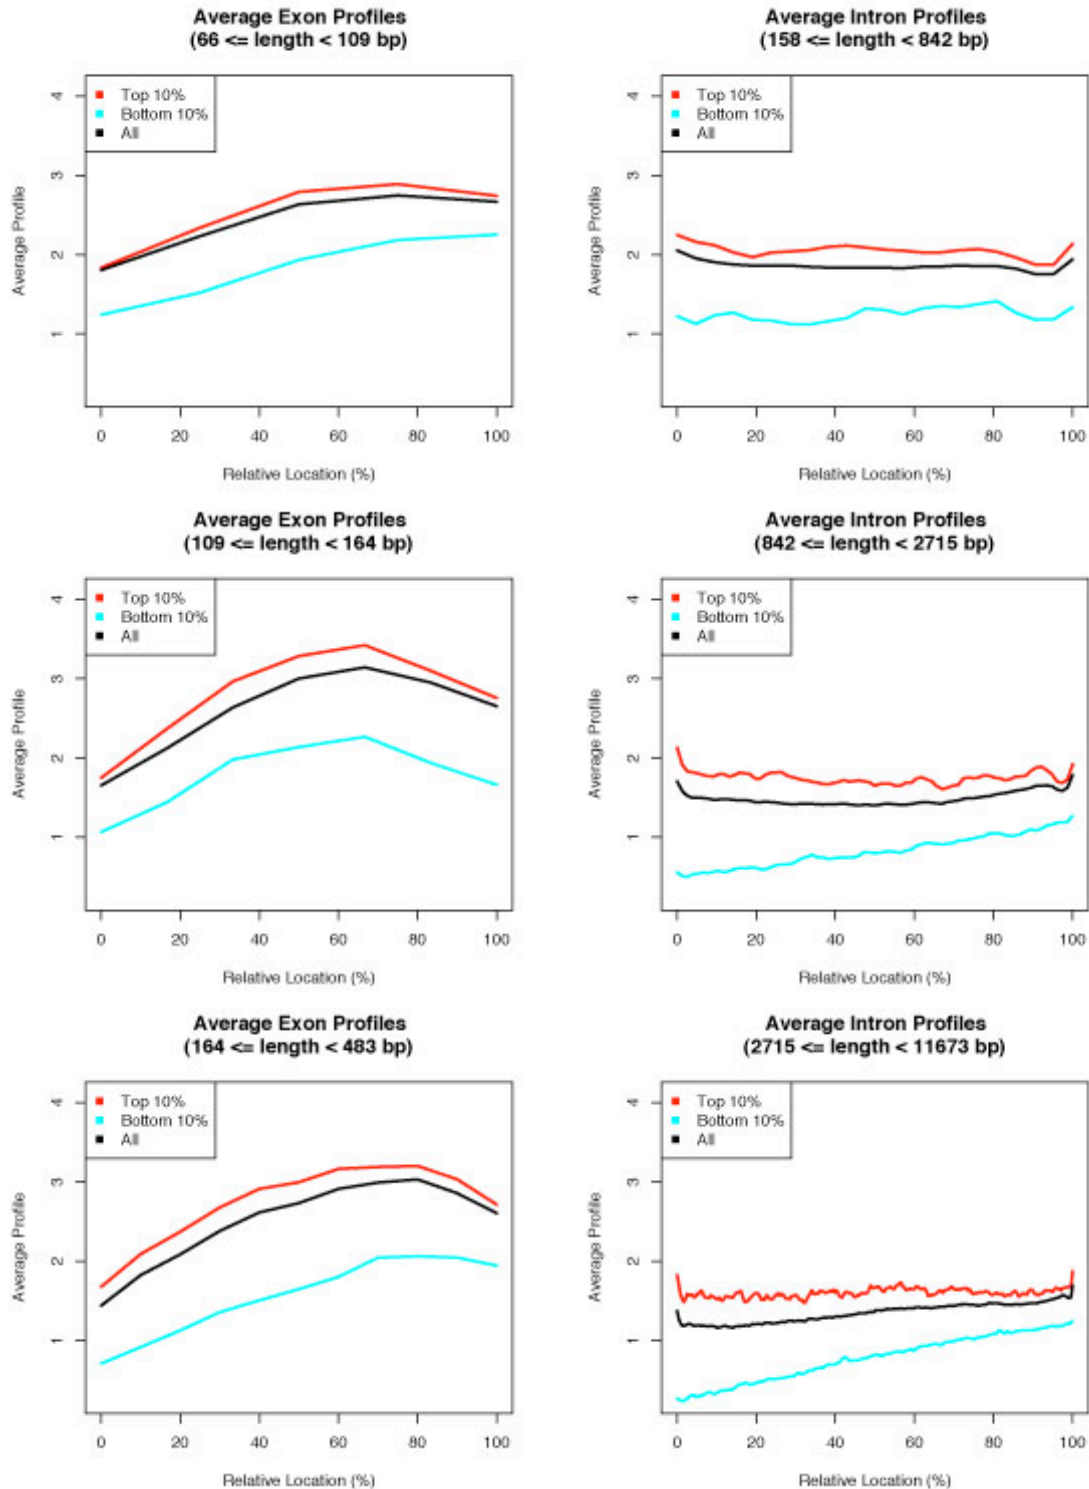 Average Exon Profiles
(66 <= length < 109 bp)
4
3
2
1
Average Profile
Top 10%
Bottom 10%
All
0 20 40 60 80 100
Relative Location (%)
Average Intron Profiles
(158 <= length < 842 bp)
4
3
2
1
Average Profile
Top 10%
Bottom 10%
All
0 20 40 60 80 100
Relative Location (%)
Average Exon Profiles
(109 <= length < 164 bp)
4
3
2
1
Average Profile
Top 10%
Bottom 10%
All
0 20 40 60 80 100
Relative Location (%)
Average Intron Profiles
(842 <= length < 2715 bp)
4
3
2
1
Average Profile
Top 10%
Bottom 10%
All
0 20 40 60 80 100
Relative Location (%)
Average Exon Profiles
(164 <= length < 483 bp)
4
3
2
1
Average Profile
Top 10%
Bottom 10%
All
0 20 40 60 80 100
Relative Location (%)
Average Intron Profiles
(2715 <= length < 11673 bp)
4
3
2
1
Average Profile
Top 10%
Bottom 10%
All
0 20 40 60 80 100
Relative Location (%)